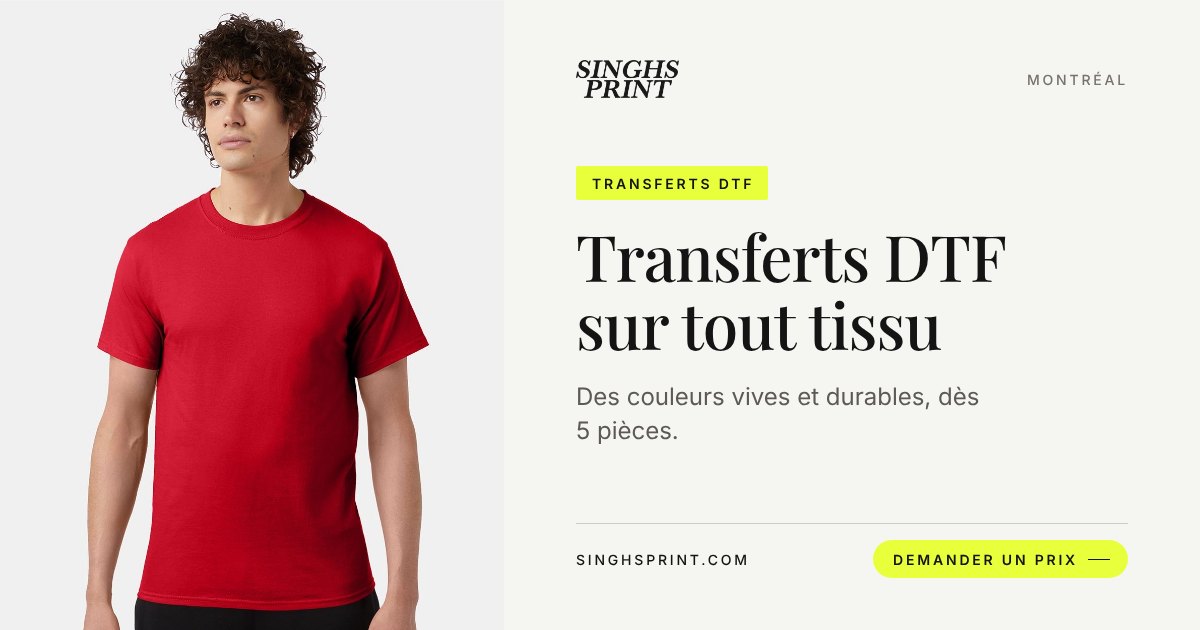 SINGHS
PRINT
MONTRÉAL
TRANSFERTS DTF
Transferts DTF
sur tout tissu
Des couleurs vives et durables, dès
5 pièces.
SINGHSPRINT.COM
DEMANDER UN PRIX —